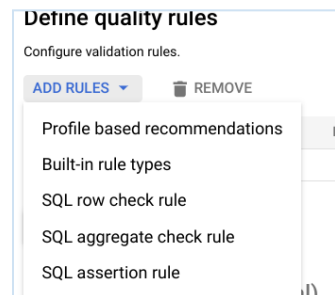 Define quality rules
Configure validation rules.
ADD RULES REMOVE
Profile based recommendations
Built-in rule types
SQL row check rule
SQL aggregate check rule
SQL assertion rule